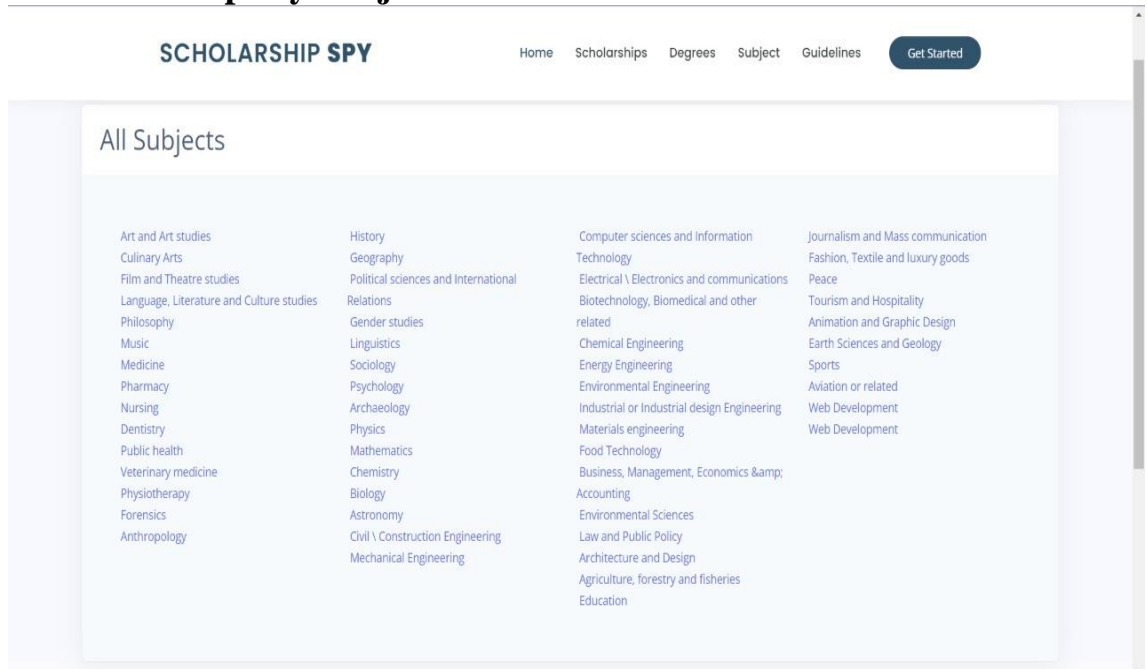 SCHOLARSHIP SPY
Home Scholarships Degrees Subject Guidelines Get Started
All Subjects
Art and Art studies
Culinary Arts
Film and Theatre studies
Language, Literature and Culture studies
Philosophy
Music
Medicine
Pharmacy
Nursing
Dentistry
Public health
Veterinary medicine
Physiotherapy
Forensics
Anthropology
History
Geography
Political sciences and International
Relations
Gender studies
Linguistics
Sociology
Psychology
Archaeology
Physics
Mathematics
Chemistry
Biology
Astronomy
Civil \ Construction Engineering
Mechanical Engineering
Computer sciences and Information
Technology
Electrical \ Electronics and communications
Biotechnology, Biomedical and other
related
Chemical Engineering
Energy Engineering
Environmental Engineering
Industrial or Industrial design Engineering
Materials engineering
Food Technology
Business, Management, Economics &amp;
Accounting
Environmental Sciences
Law and Public Policy
Architecture and Design
Agriculture, forestry and fisheries
Education
Journalism and Mass communication
Fashion, Textile and luxury goods
Peace
Tourism and Hospitality
Animation and Graphic Design
Earth Sciences and Geology
Sports
Aviation or related
Web Development
Web Development